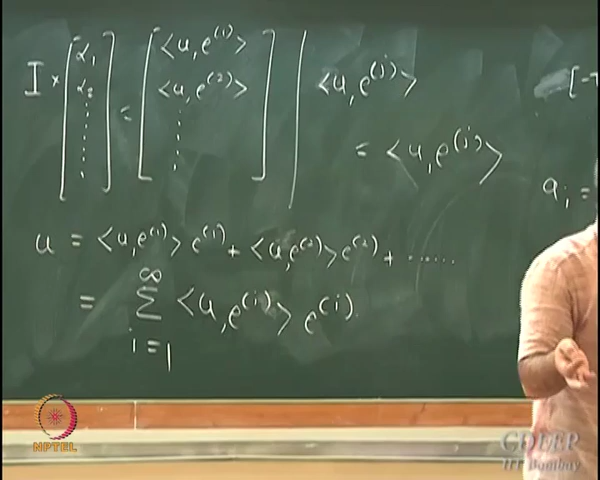 I × [α₁ α₂ ⋮] = [<u, e⁽¹⁾> <u, e⁽²⁾> ⋮]
<u, e⁽ʲ⁾>
= <u, e⁽ʲ⁾>
[-π
aᵢ =
u = <u, e⁽¹⁾> e⁽¹⁾ + <u, e⁽²⁾> e⁽²⁾ + ......
= ∑_{i=1}^{∞} <u, e⁽ⁱ⁾> e⁽ⁱ⁾
NPTEL
CDEEP
IIT Bombay